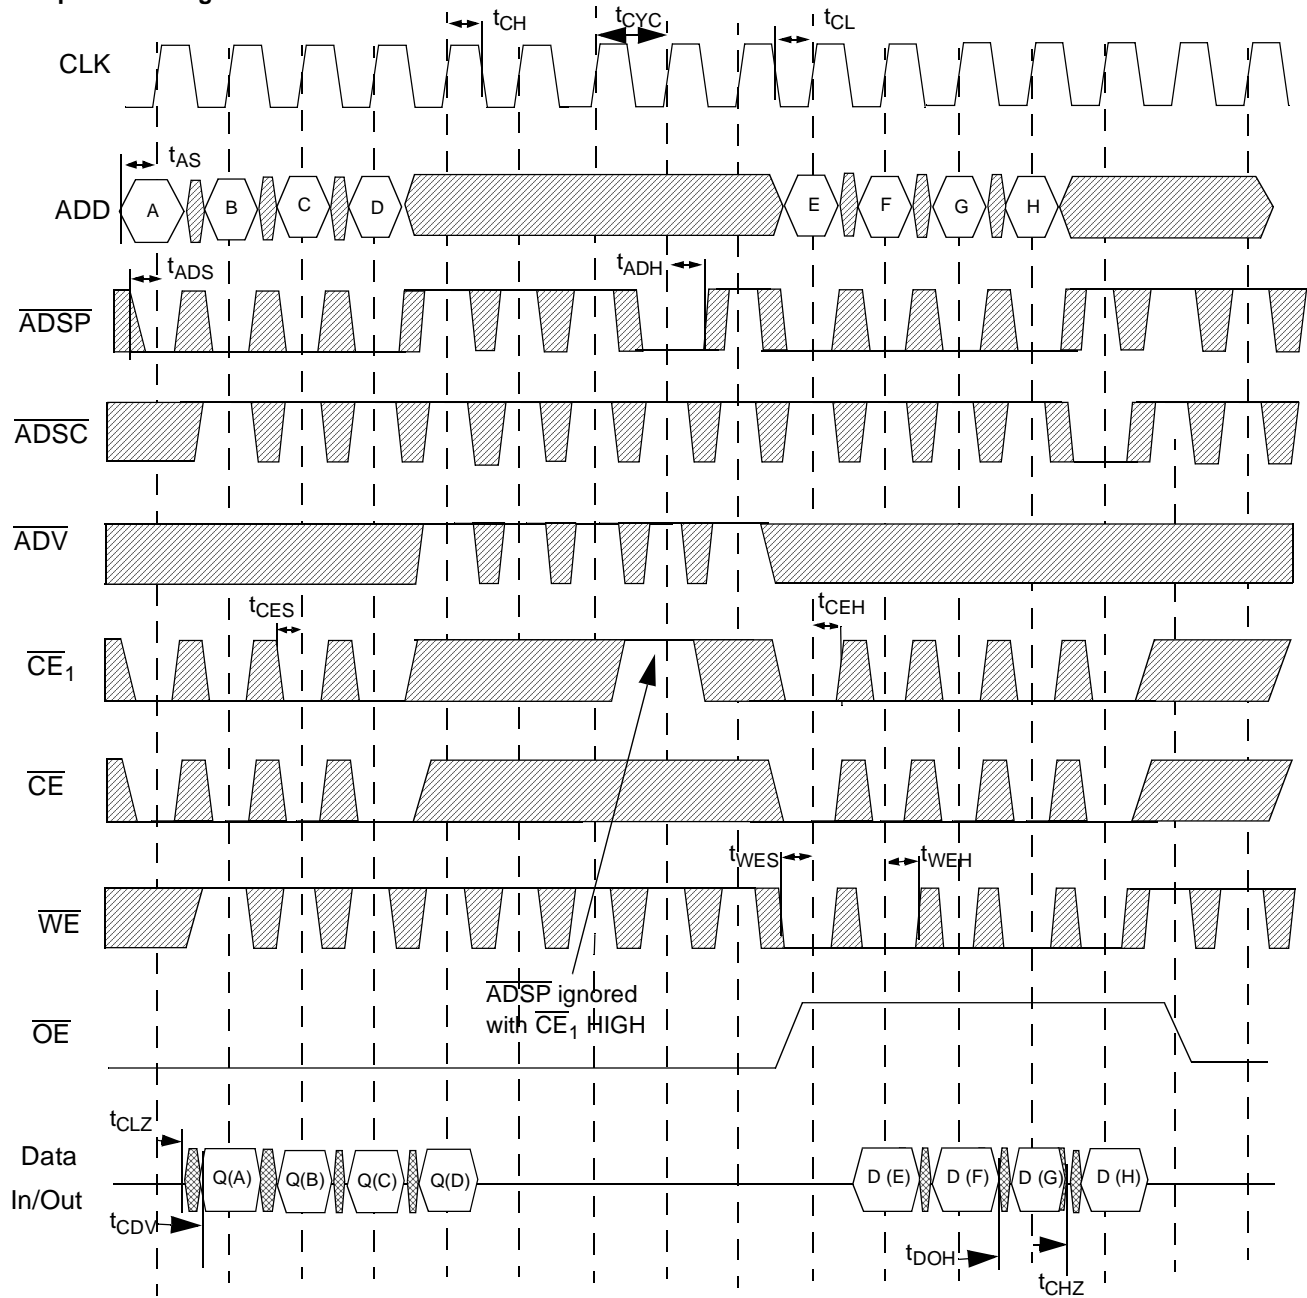 tCH tCYC tCL
CLK
tAS
ADD A B C D E F G H
tADS tADH
ADSP
ADSC
ADV
tCES tCEH
CE1
CE
tWES tWEH
WE
ADSP ignored
with CE1 HIGH
OE
tCLZ
Data
In/Out
Q(A) Q(B) Q(C) Q(D) D (E) D (F) D (G) D (H)
tCDV
tDOH
tCHZ